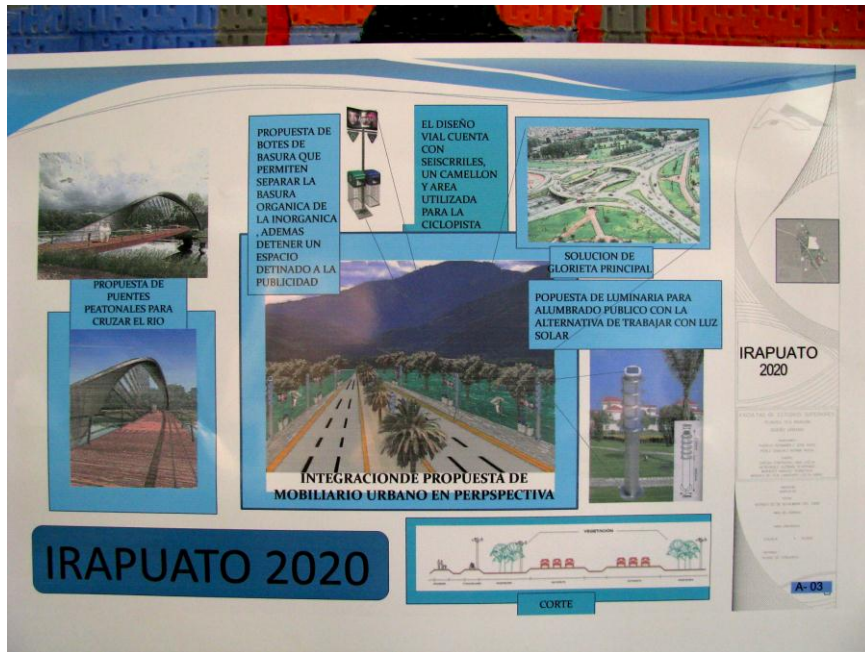 PROPUESTA DE
BOTES DE
BASURA QUE
PERMITEN
SEPARAR LA
BASURA
ORGANICA DE
LA INORGANICA
, ADEMAS
DETENER UN
ESPACIO
DETINADO A LA
PUBLICIDAD
EL DISEÑO
VIAL CUENTA
CON
SEISCRRILES,
UN CAMELLON
Y AREA
UTILIZADA
PARA LA
CICLOPISTA
SOLUCION DE
GLORIETA PRINCIPAL
PROPUESTA DE
PUENTES
PEATONALES PARA
CRUZAR EL RIO
POPUESTA DE LUMINARIA PARA
ALUMBRADO PÚBLICO CON LA
ALTERNATIVA DE TRABAJAR CON LUZ
SOLAR
INTEGRACIONDE PROPUESTA DE
MOBILIARIO URBANO EN PERPSPECTIVA
IRAPUATO 2020
VEGETACIÓN
CORTE
IRAPUATO
2020
A- 03